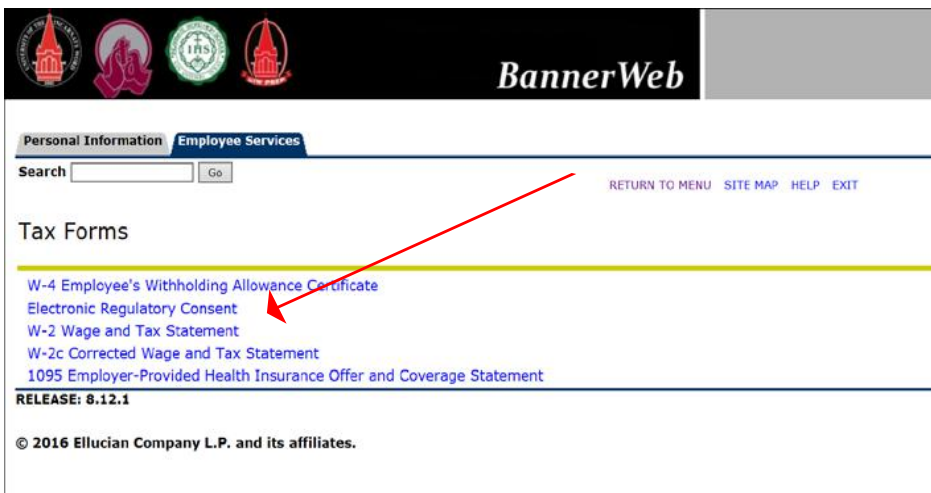 IHS
BannerWeb
Personal Information Employee Services
Search Go
RETURN TO MENU SITE MAP HELP EXIT
Tax Forms
W-4 Employee's Withholding Allowance Certificate
Electronic Regulatory Consent
W-2 Wage and Tax Statement
W-2c Corrected Wage and Tax Statement
1095 Employer-Provided Health Insurance Offer and Coverage Statement
RELEASE: 8.12.1
© 2016 Ellucian Company L.P. and its affiliates.